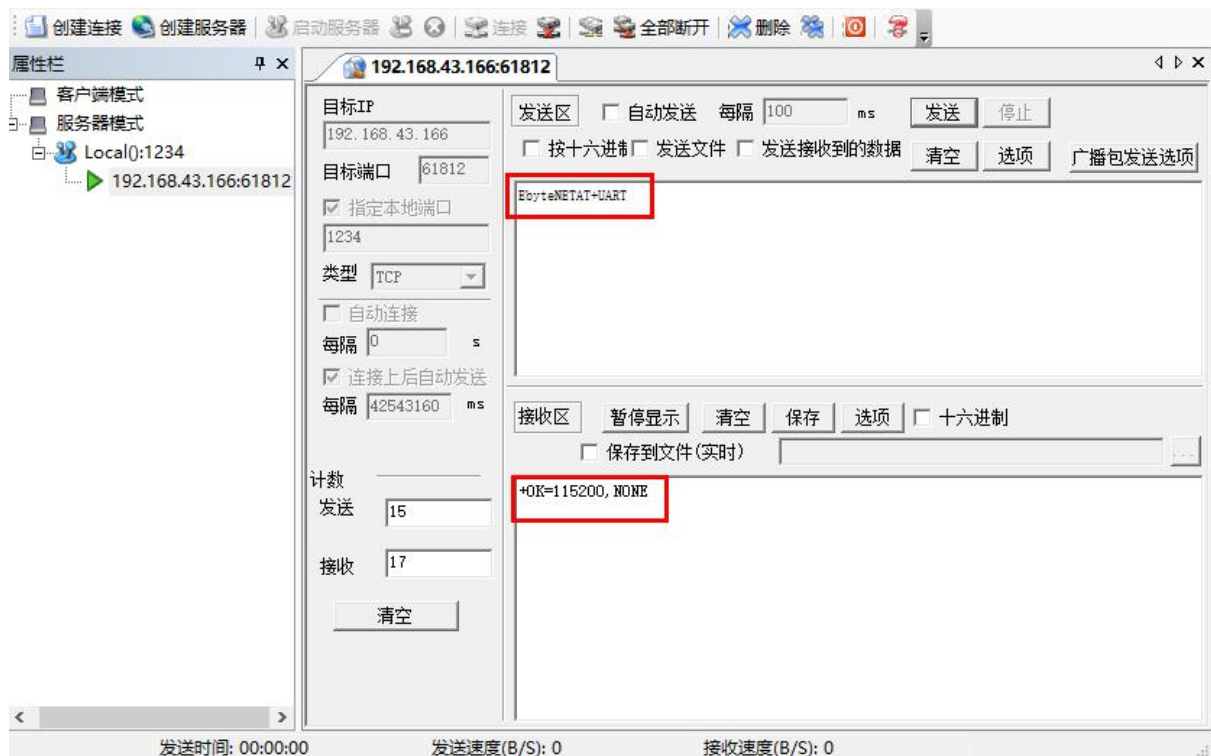 创建连接 创建服务器 启动服务器 连接 全部断开 删除
属性栏
客户端模式
服务器模式
Local():1234
192.168.43.166:61812
192.168.43.166:61812
目标IP
192.168.43.166
目标端口 61812
指定本地端口
1234
类型 TCP
自动连接
每隔 0 s
连接上后自动发送
每隔 42543160 ms
计数
发送 15
接收 17
清空
发送区 自动发送 每隔 100 ms 发送 停止
按十六进制 发送文件 发送接收到的数据 清空 选项 广播包发送选项
EbyteNETAT+UART
接收区 暂停显示 清空 保存 选项 十六进制
保存到文件(实时) ...
+OK=115200,NONE
发送时间: 00:00:00 发送速度(B/S): 0 接收速度(B/S): 0